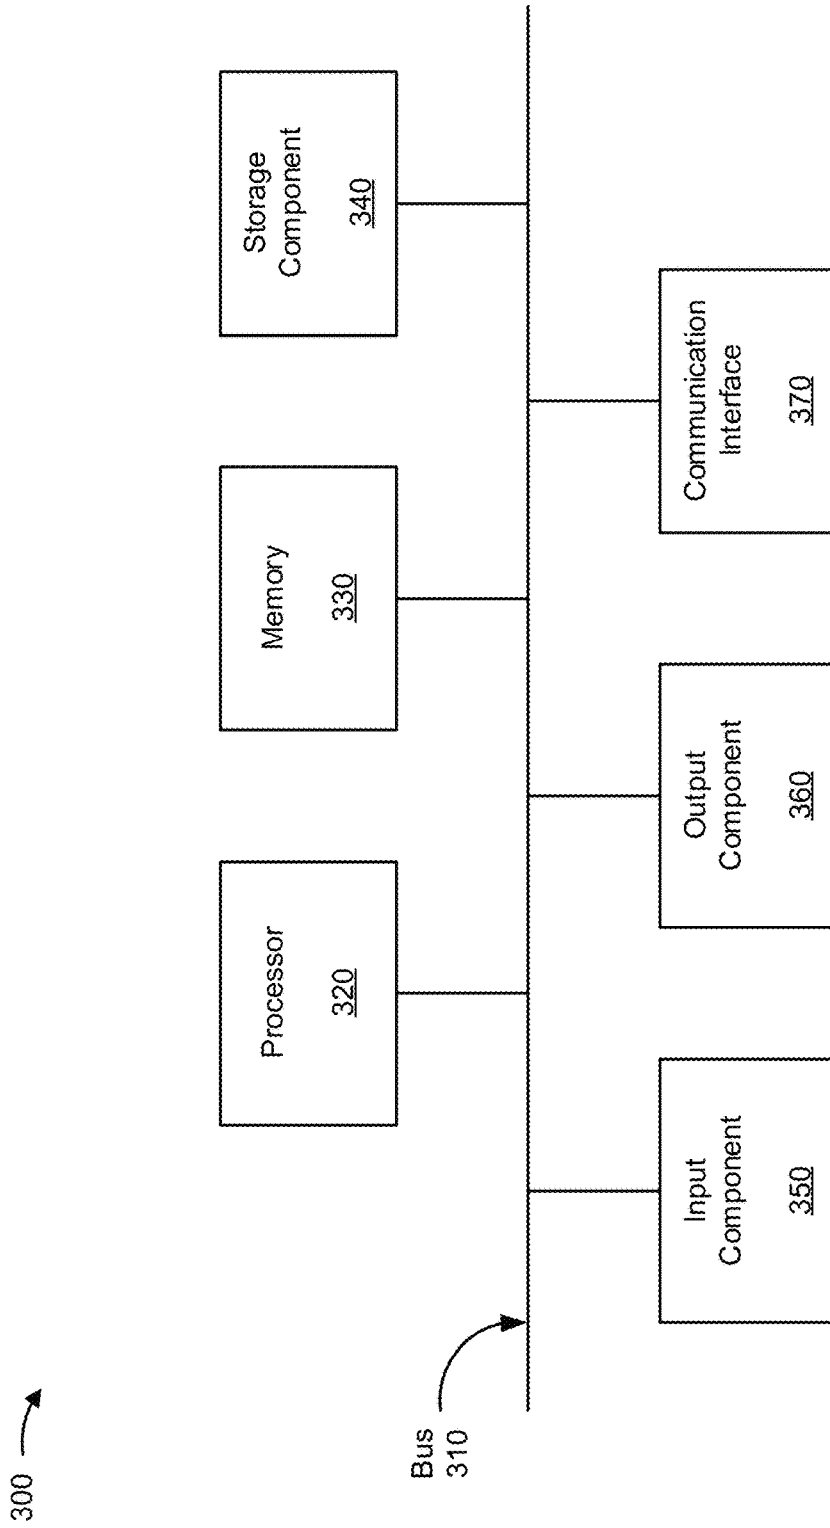 300
Bus
310
Processor
320
Memory
330
Storage
Component
340
Input
Component
350
Output
Component
360
Communication
Interface
370